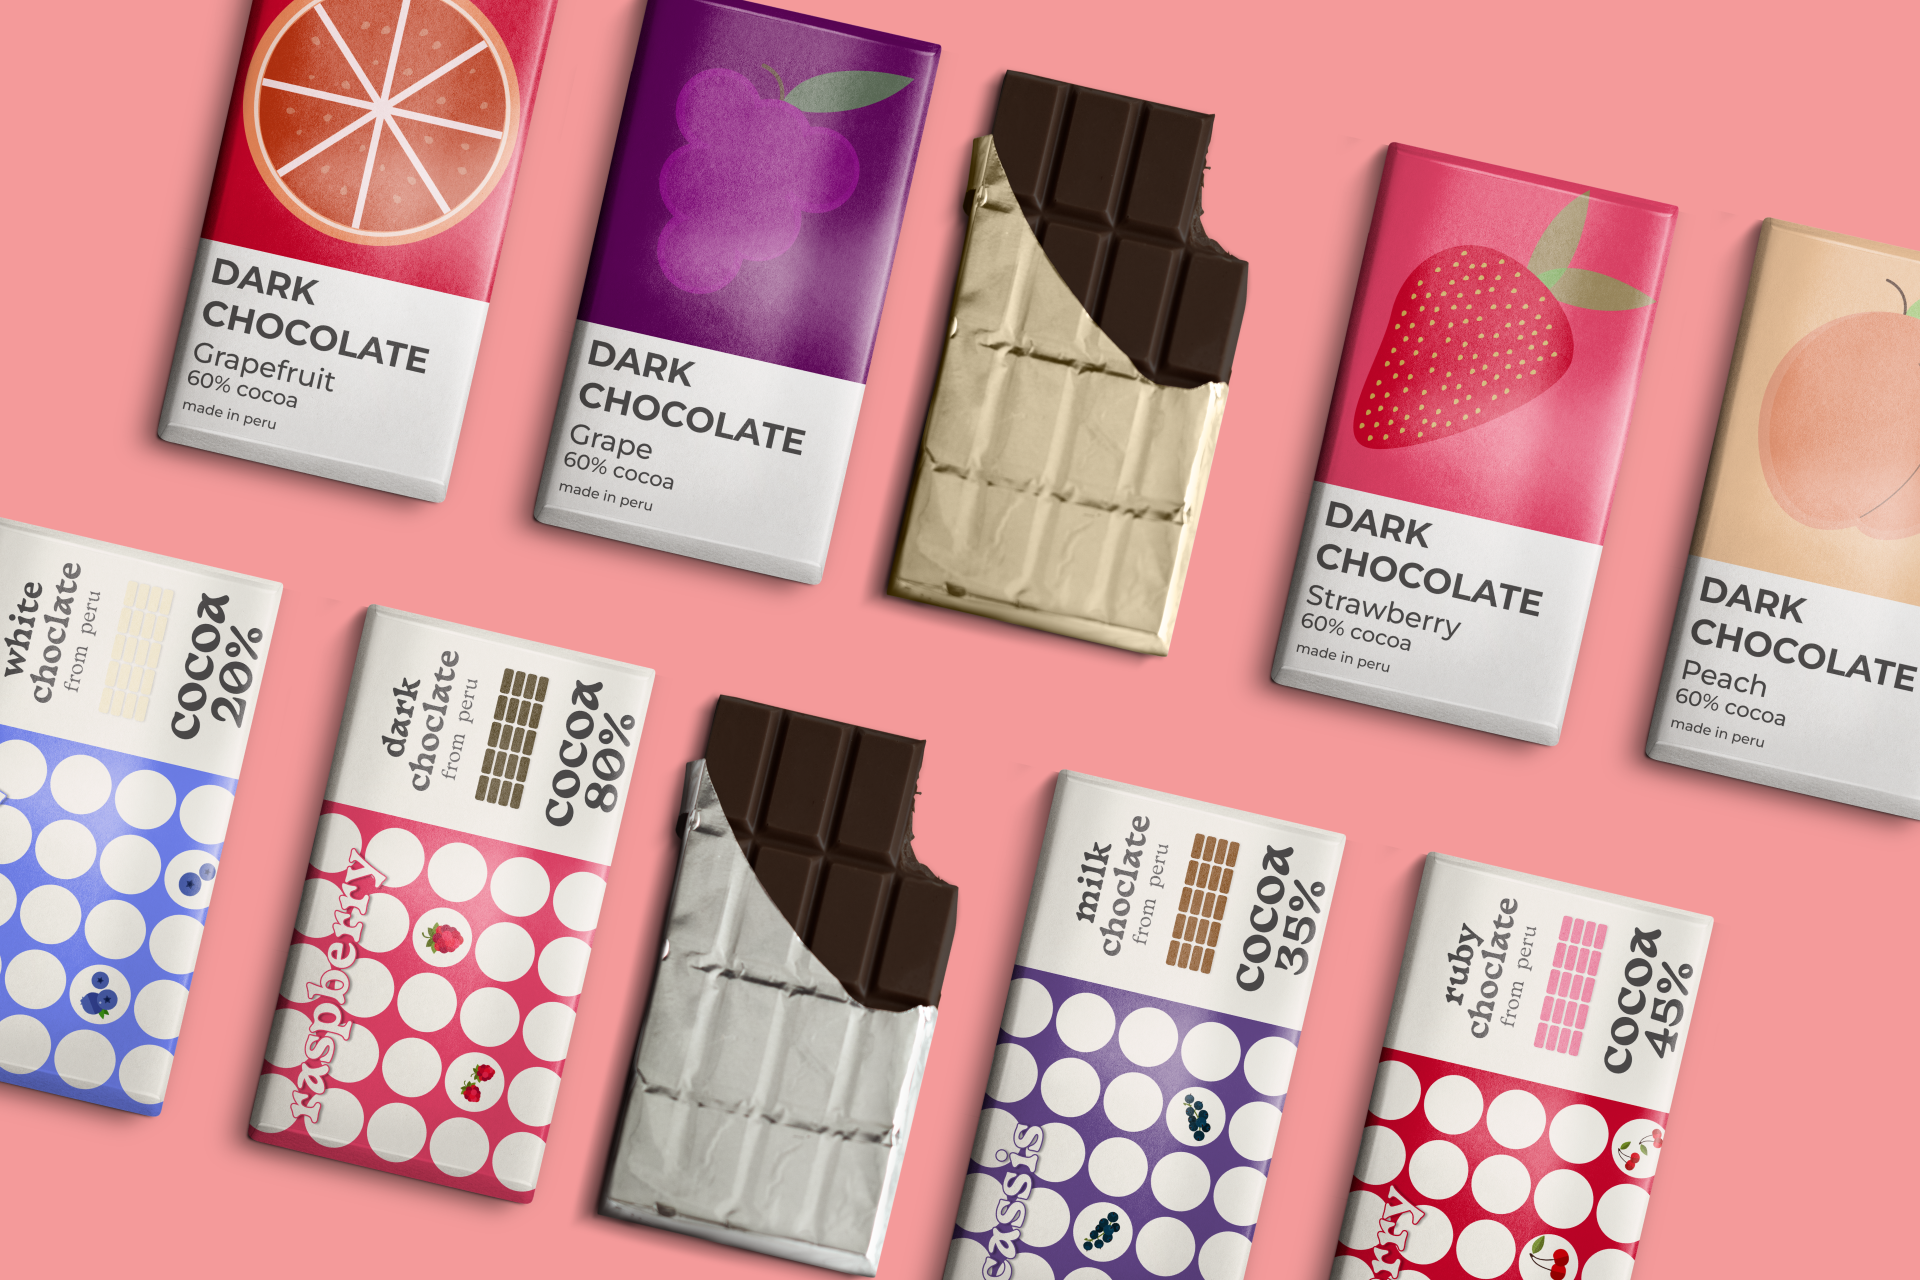 DARK
CHOCOLATE
Grapefruit
60% cocoa
made in peru
DARK
CHOCOLATE
Grape
60% cocoa
made in peru
DARK
CHOCOLATE
Strawberry
60% cocoa
made in peru
DARK
CHOCOLATE
Peach
60% cocoa
made in peru
white
choclate
from peru
cocoa
20%
dark
choclate
from peru
cocoa
80%
raspberry
milk
choclate
from peru
cocoa
35%
cassis
ruby
choclate
from peru
cocoa
45%